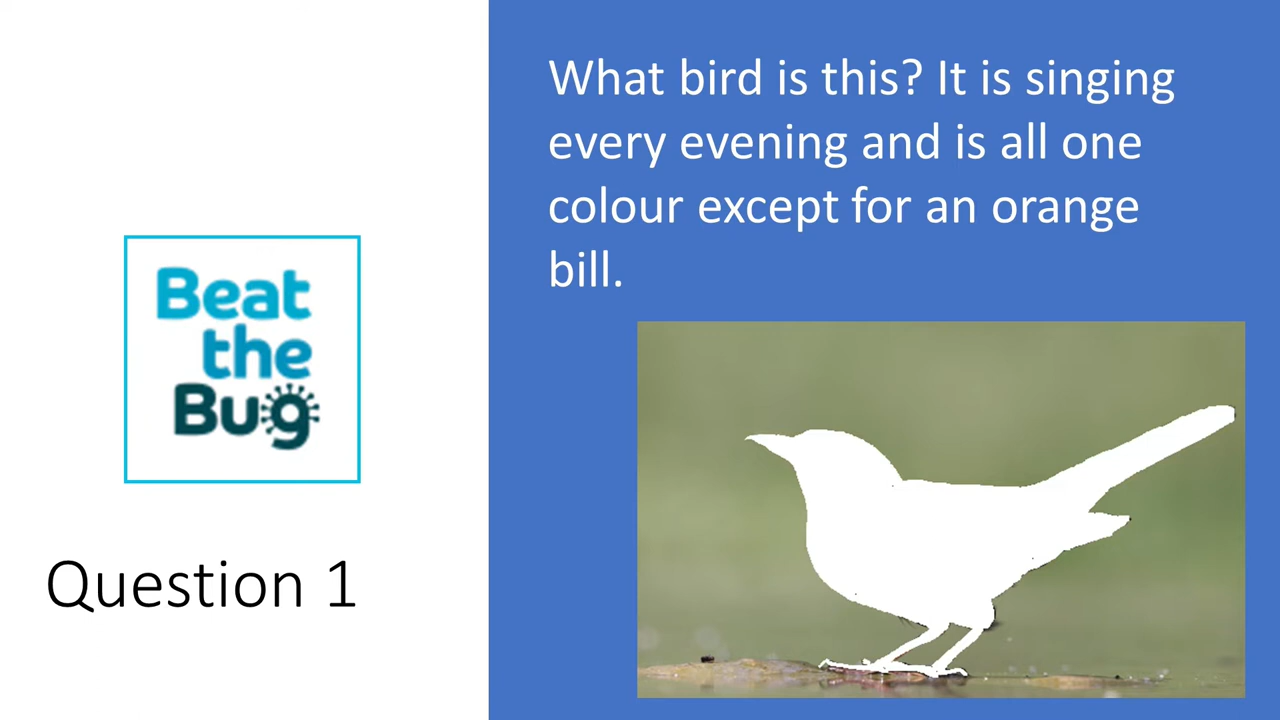 What bird is this? It is singing
every evening and is all one
colour except for an orange
bill.
Beat
the
Bug
Question 1